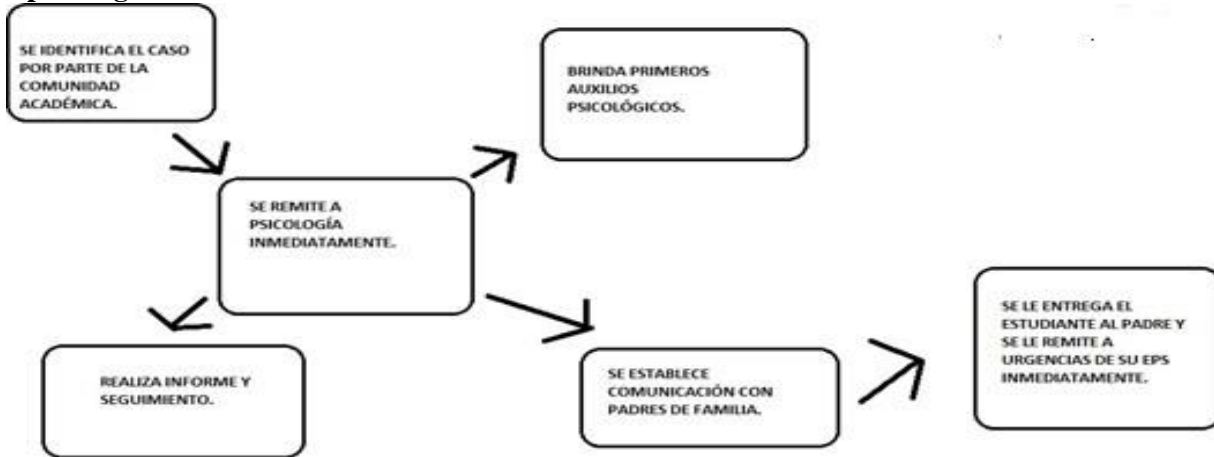 SE IDENTIFICA EL CASO
POR PARTE DE LA
COMUNIDAD
ACADÉMICA.
BRINDA PRIMEROS
AUXILIOS
PSICOLÓGICOS.
SE REMITE A
PSICOLOGÍA
INMEDIATAMENTE.
REALIZA INFORME Y
SEGUIMIENTO.
SE ESTABLECE
COMUNICACIÓN CON
PADRES DE FAMILIA.
SE LE ENTREGA EL
ESTUDIANTE AL PADRE Y
SE LE REMITE A
URGENCIAS DE SU EPS
INMEDIATAMENTE.